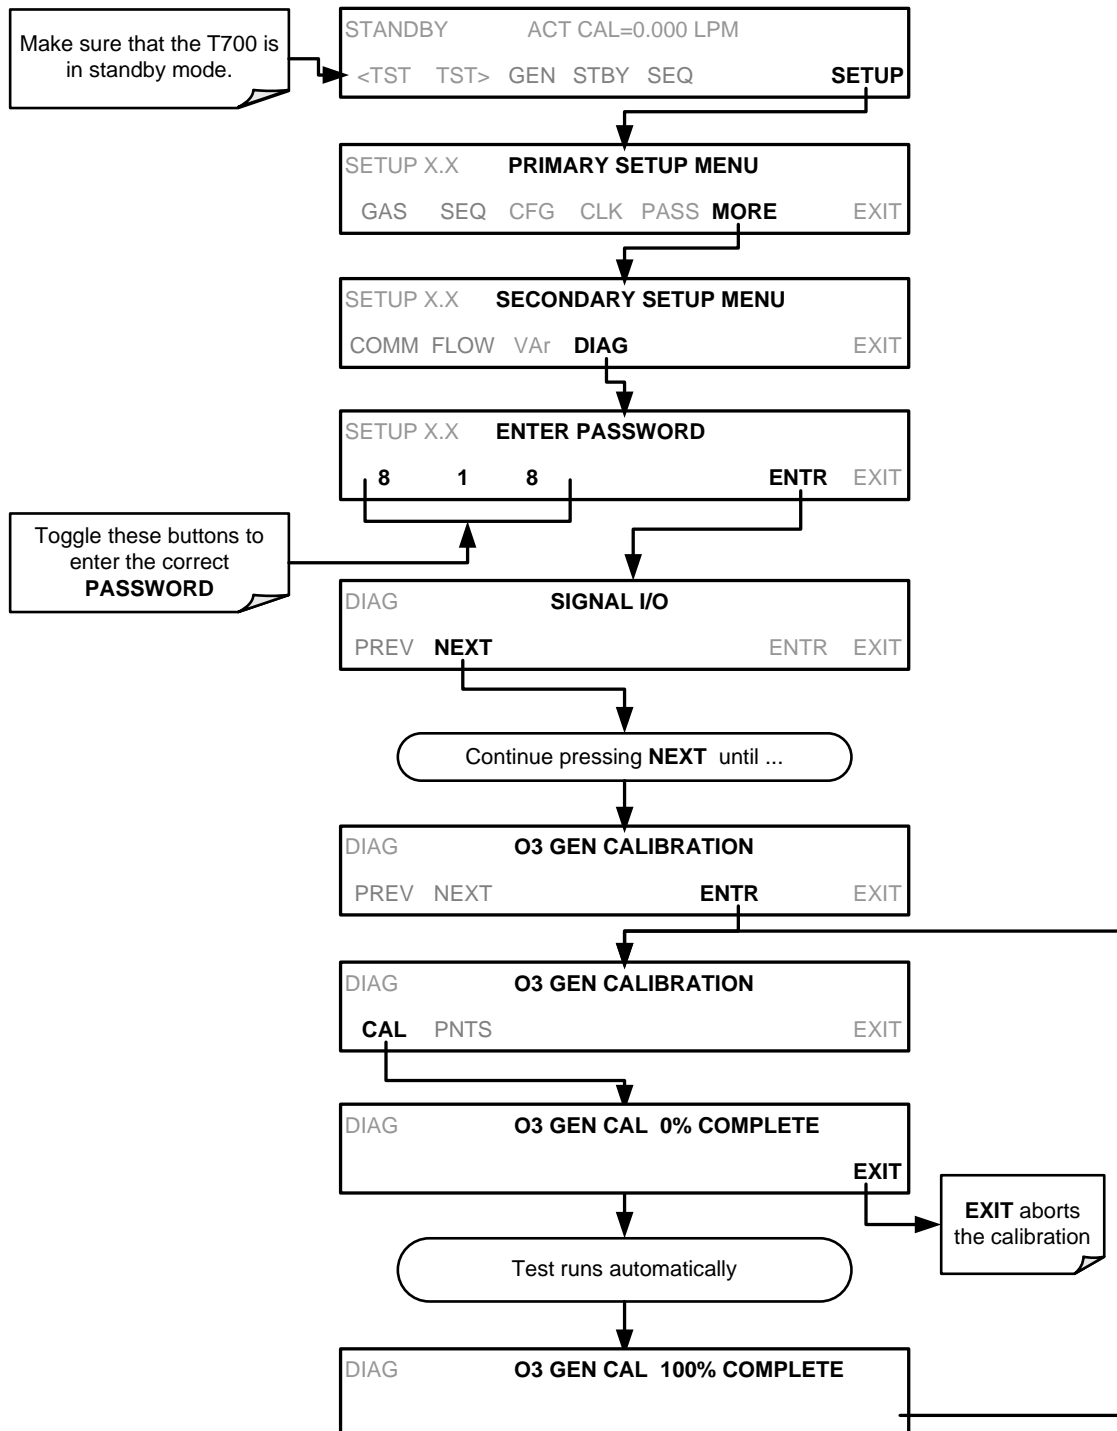 Make sure that the T700 is
in standby mode.
STANDBY ACT CAL=0.000 LPM
<TST TST> GEN STBY SEQ SETUP
SETUP X.X PRIMARY SETUP MENU
GAS SEQ CFG CLK PASS MORE EXIT
SETUP X.X SECONDARY SETUP MENU
COMM FLOW VAr DIAG EXIT
SETUP X.X ENTER PASSWORD
8 1 8 ENTR EXIT
Toggle these buttons to
enter the correct
PASSWORD
DIAG SIGNAL I/O
PREV NEXT ENTR EXIT
Continue pressing NEXT until ...
DIAG O3 GEN CALIBRATION
PREV NEXT ENTR EXIT
DIAG O3 GEN CALIBRATION
CAL PNTS EXIT
DIAG O3 GEN CAL 0% COMPLETE
EXIT
EXIT aborts
the calibration
Test runs automatically
DIAG O3 GEN CAL 100% COMPLETE